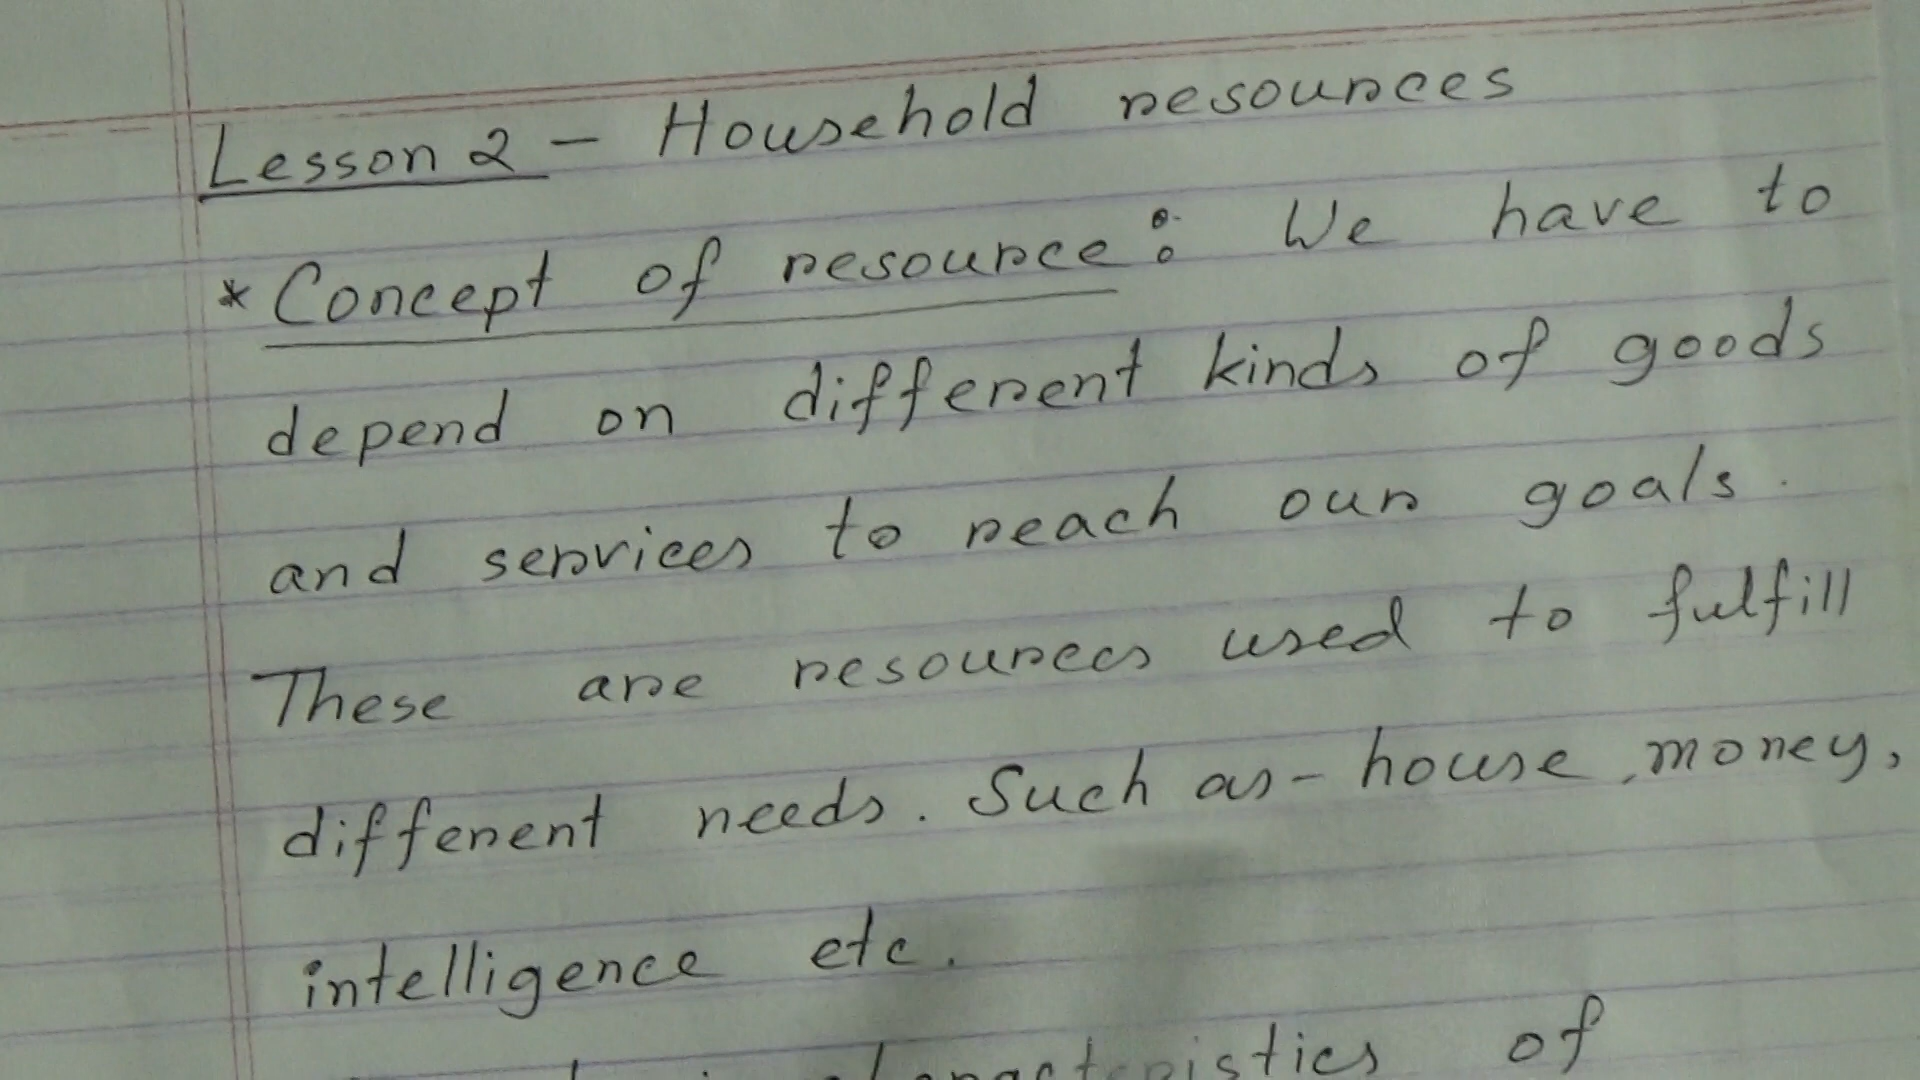 Lesson 2 - Household resources
* Concept of resource : We have to
depend on different kinds of goods
and services to reach our goals.
These are resources used to fulfill
different needs. Such as - house, money,
intelligence etc.
characteristics of